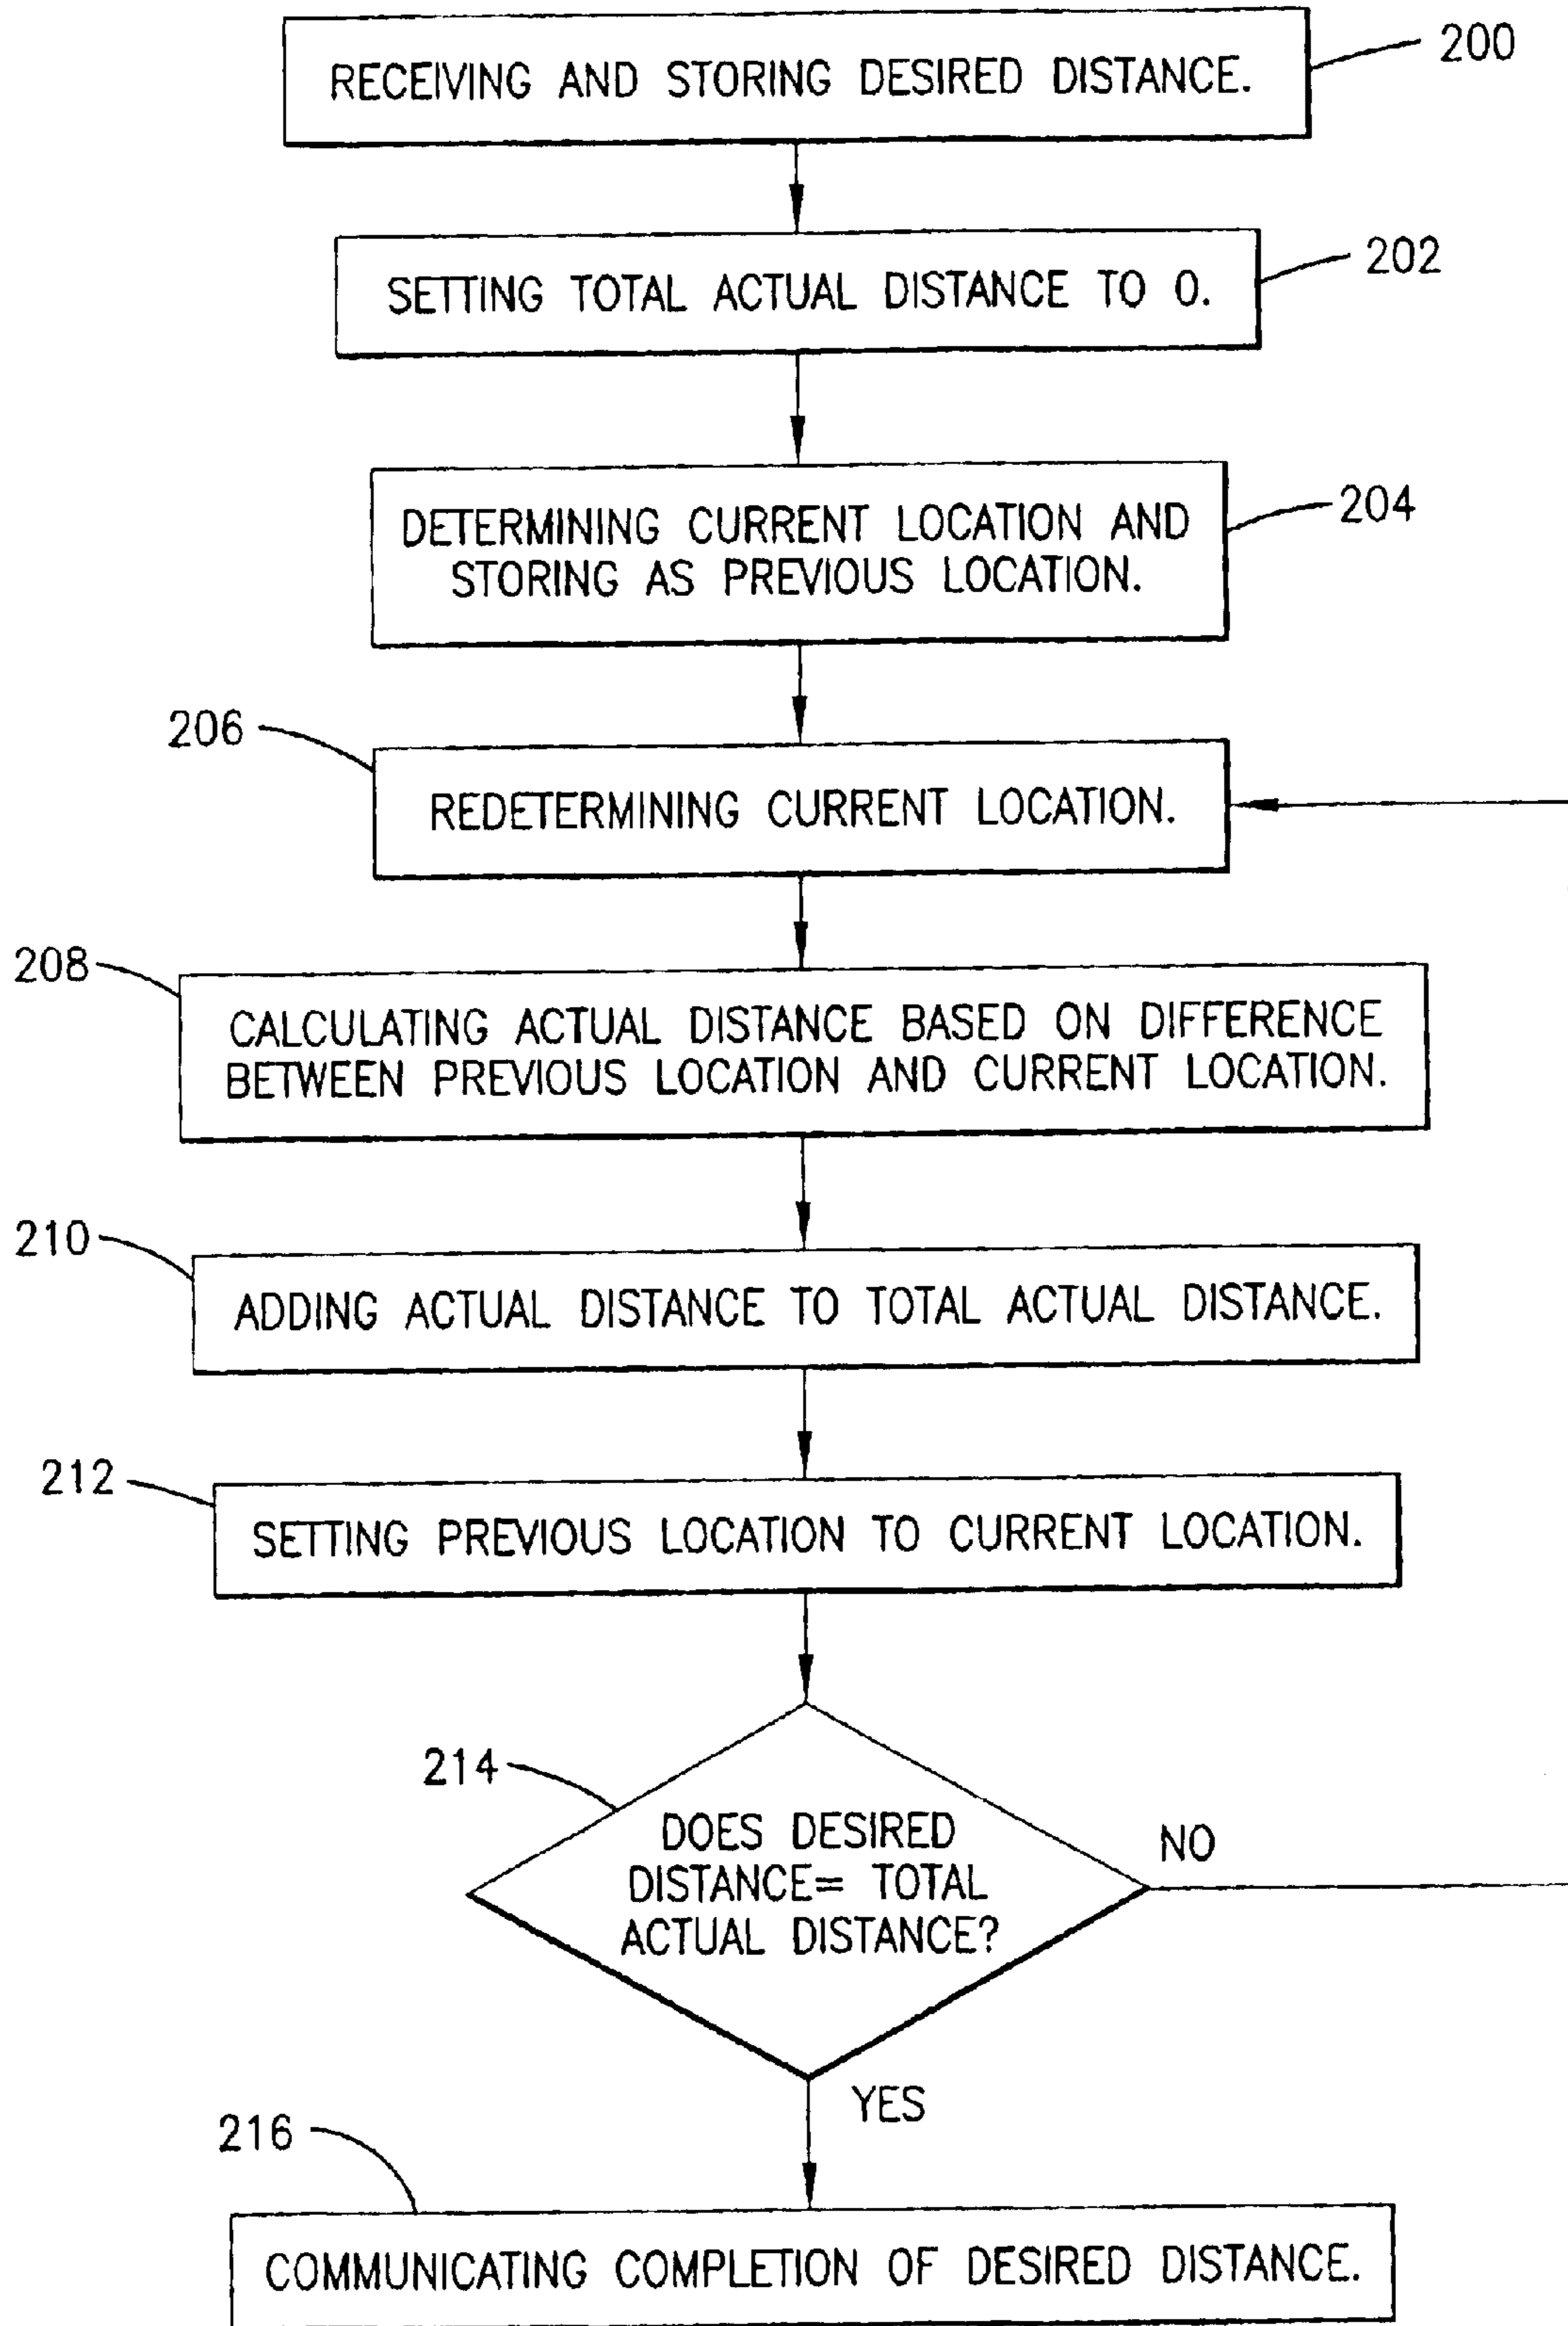 RECEIVING AND STORING DESIRED DISTANCE.
200
SETTING TOTAL ACTUAL DISTANCE TO 0.
202
DETERMINING CURRENT LOCATION AND
STORING AS PREVIOUS LOCATION.
204
206
REDETERMINING CURRENT LOCATION.
208
CALCULATING ACTUAL DISTANCE BASED ON DIFFERENCE
BETWEEN PREVIOUS LOCATION AND CURRENT LOCATION.
210
ADDING ACTUAL DISTANCE TO TOTAL ACTUAL DISTANCE.
212
SETTING PREVIOUS LOCATION TO CURRENT LOCATION.
214
DOES DESIRED
DISTANCE= TOTAL
ACTUAL DISTANCE?
NO
YES
216
COMMUNICATING COMPLETION OF DESIRED DISTANCE.